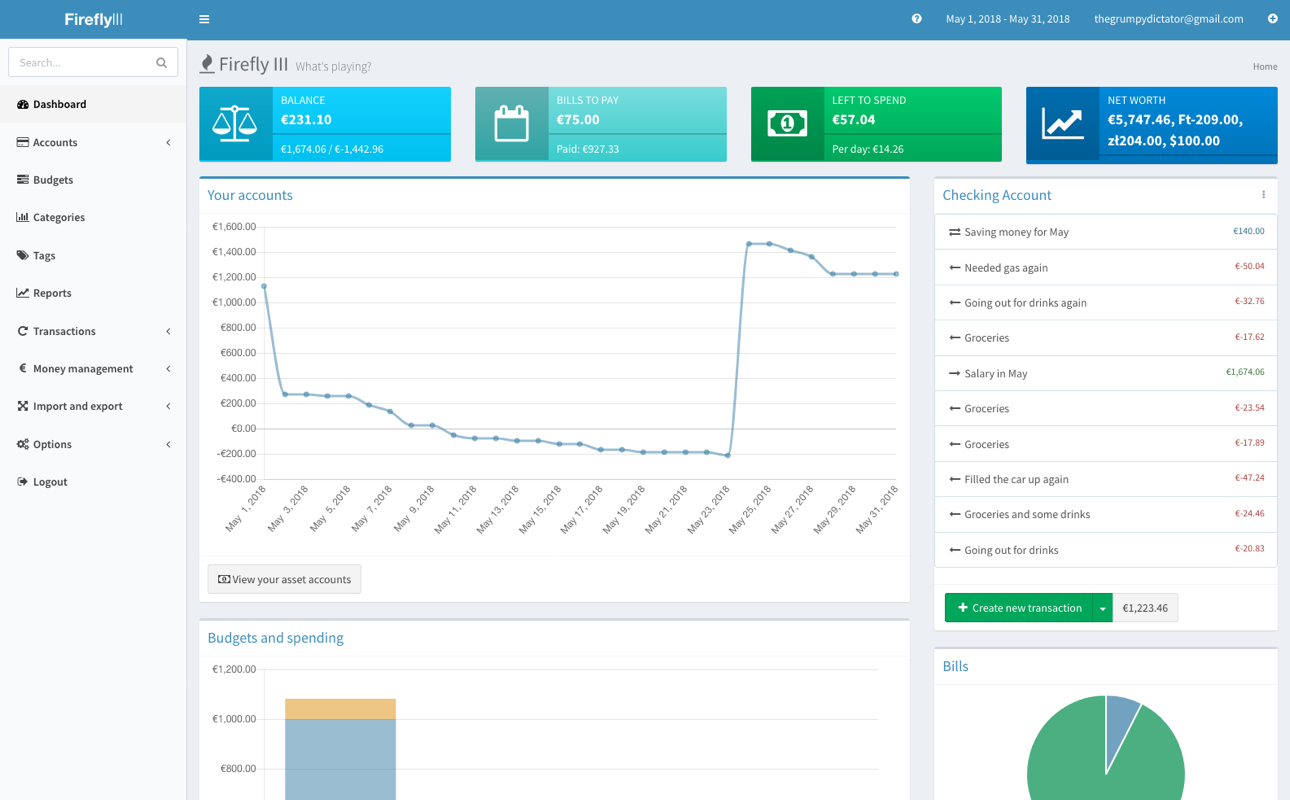 FireflyIII
May 1, 2018 - May 31, 2018
thegrumpydictator@gmail.com
Search...
Dashboard
Accounts
Budgets
Categories
Tags
Reports
Transactions
Money management
Import and export
Options
Logout
Firefly III What's playing?
Home
BALANCE
€231.10
€1,674.06 / €-1,442.96
BILLS TO PAY
€75.00
Paid: €927.33
LEFT TO SPEND
€57.04
Per day: €14.26
NET WORTH
€5,747.46, Ft-209.00,
zł204.00, $100.00
Your accounts
€1,600.00
€1,400.00
€1,200.00
€1,000.00
€800.00
€600.00
€400.00
€200.00
€0.00
-€200.00
-€400.00
May 1, 2018
May 3, 2018
May 5, 2018
May 7, 2018
May 9, 2018
May 11, 2018
May 13, 2018
May 15, 2018
May 17, 2018
May 19, 2018
May 21, 2018
May 23, 2018
May 25, 2018
May 27, 2018
May 29, 2018
May 31, 2018
View your asset accounts
Checking Account
Saving money for May €140.00
Needed gas again €-50.04
Going out for drinks again €-32.76
Groceries €-17.62
Salary in May €1,674.06
Groceries €-23.54
Groceries €-17.89
Filled the car up again €-47.24
Groceries and some drinks €-24.46
Going out for drinks €-20.83
Create new transaction €1,223.46
Budgets and spending
€1,200.00
€1,000.00
€800.00
Bills